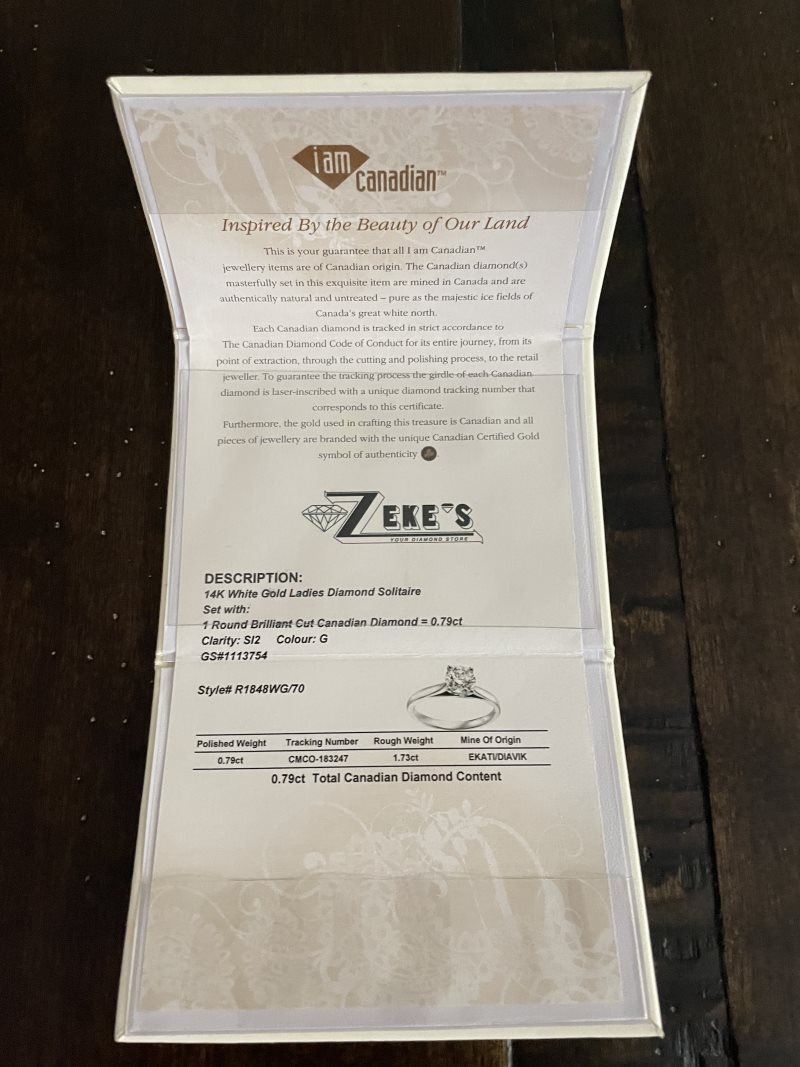 i am
canadian™
Inspired By the Beauty of Our Land
This is your guarantee that all I am Canadian™
jewellery items are of Canadian origin. The Canadian diamond(s)
masterfully set in this exquisite item are mined in Canada and are
authentically natural and untreated – pure as the majestic ice fields of
Canada's great white north.
Each Canadian diamond is tracked in strict accordance to
The Canadian Diamond Code of Conduct for its entire journey, from its
point of extraction, through the cutting and polishing process, to the retail
jeweller. To guarantee the tracking process the girdle of each Canadian
diamond is laser-inscribed with a unique diamond tracking number that
corresponds to this certificate.
Furthermore, the gold used in crafting this treasure is Canadian and all
pieces of jewellery are branded with the unique Canadian Certified Gold
symbol of authenticity .
ZEKE'S
YOUR DIAMOND STORE
DESCRIPTION:
14K White Gold Ladies Diamond Solitaire
Set with:
1 Round Brilliant Cut Canadian Diamond = 0.79ct
Clarity: SI2 Colour: G
GS#1113754
Style# R1848WG/70
Polished Weight Tracking Number Rough Weight Mine Of Origin
0.79ct CMCO-183247 1.73ct EKATI/DIAVIK
0.79ct Total Canadian Diamond Content